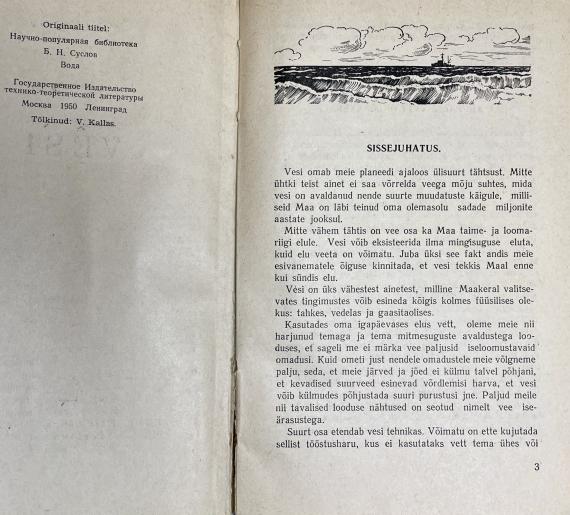 Originaali tiitel:
Научно-популярная библиотека
Б. Н. Суслов
Вода
Государственное Издательство
технико-теоретической литературы
Москва 1950 Ленинград
Tõlkinud: V. Kallas.
SISSEJUHATUS.
Vesi omab meie planeedi ajaloos ülisuurt tähtsust. Mitte
ühtki teist ainet ei saa võrrelda veega mõju suhtes, mida
vesi on avaldanud nende suurte muudatuste käigule, milli-
seid Maa on läbi teinud oma olemasolu sadade miljonite
aastate jooksul.
Mitte vähem tähtis on vee osa ka Maa taime- ja looma-
riigi elule. Vesi võib eksisteerida ilma mingisuguse eluta,
kuid elu veeta on võimatu. Juba üksi see fakt andis meie
esivanematele õiguse kinnitada, et vesi tekkis Maal enne
kui sündis elu.
Vesi on üks vähestest ainetest, milline Maakeral valitse-
vates tingimustes võib esineda kõigis kolmes füüsilises ole-
kus: tahkes, vedelas ja gaasitaolises.
Kasutades oma igapäevases elus vett, oleme meie nii
harjunud temaga ja tema mitmesuguste avaldustega loo-
duses, et sageli me ei märka vee paljusid iseloomustavaid
omadusi. Kuid ometi just nendele omadustele meie võlgneme
palju, seda, et meie järved ja jõed ei külmu talvel põhjani,
et kevadised suurveed esinevad võrdlemisi harva, et vesi
võib külmudes põhjustada suuri purustusi jne. Paljud meile
nii tavalised looduse nähtused on seotud nimelt vee ise-
ärasustega.
Suurt osa etendab vesi tehnikas. Võimatu on ette kujutada
sellist tööstusharu, kus ei kasutataks vett tema ühes või
3